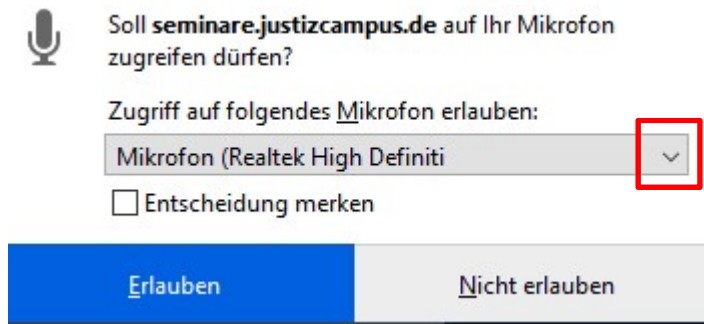 Soll seminare.justizcampus.de auf Ihr Mikrofon
zugreifen dürfen?
Zugriff auf folgendes Mikrofon erlauben:
Mikrofon (Realtek High Definiti
Entscheidung merken
Erlauben
Nicht erlauben